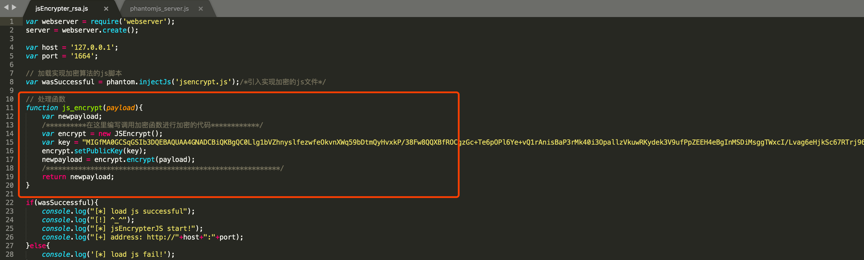 jsEncrypter_rsa.js × phantomjs_server.js ×
1 var webserver = require('webserver');
2 server = webserver.create();
3
4 var host = '127.0.0.1';
5 var port = '1664';
6
7 // 加载实现加密算法的js脚本
8 var wasSuccessful = phantom.injectJs('jsencrypt.js');/*引入实现加密的js文件*/
9
10 // 处理函数
11 function js_encrypt(payload){
12 var newpayload;
13 /**********在这里编写调用加密函数进行加密的代码************/
14 var encrypt = new JSEncrypt();
15 var key =
16 encrypt.setPublicKey(key);
17 newpayload = encrypt.encrypt(payload);
18 /**********************************************************/
19 return newpayload;
20 }
21
22 if(wasSuccessful){
23 console.log("[*] load js successful");
24 console.log("[!] ^_^");
25 console.log("[*] jsEncrypterJS start!");
26 console.log("[+] address: http://"+host+":"+port);
27 }else{
28 console.log('[*] load js fail!');